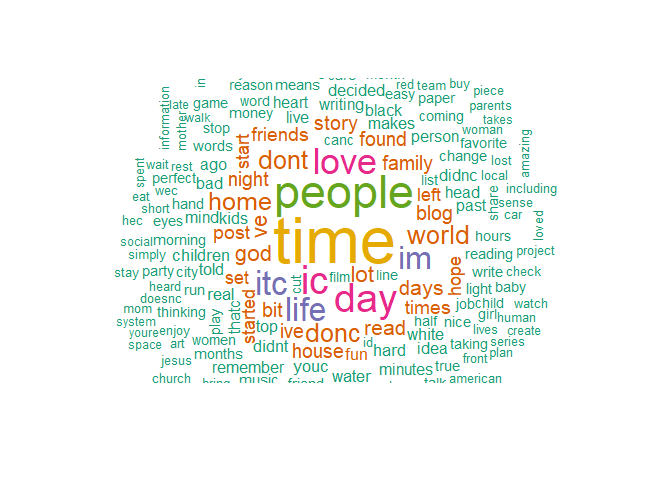 in
reason means
decided
red team buy
piece
information
late game word heart writing easy paper
parents
walk money live black coming takes
mother stop friends story makes
words start canc found person woman
favorite
amazing
spent wait rest ago dont love family change lost
perfect bad night list didnc local
eat wec people left head share including
short hand home sense
hec eyes mind kids ve blog past car loved
post time world hours
social morning god im project
simply children reading
stay party city told set itc ic film lot line hope write check
heard run real cut day days light baby
doesnc life
mom thinking play thatc started bit times job child watch
system youre enjoy top ive donc read half nice girl human
lives create
space art women didnt id white taking series
months house fun hard idea front plan
jesus remember youc minutes true
church music friend water talk american